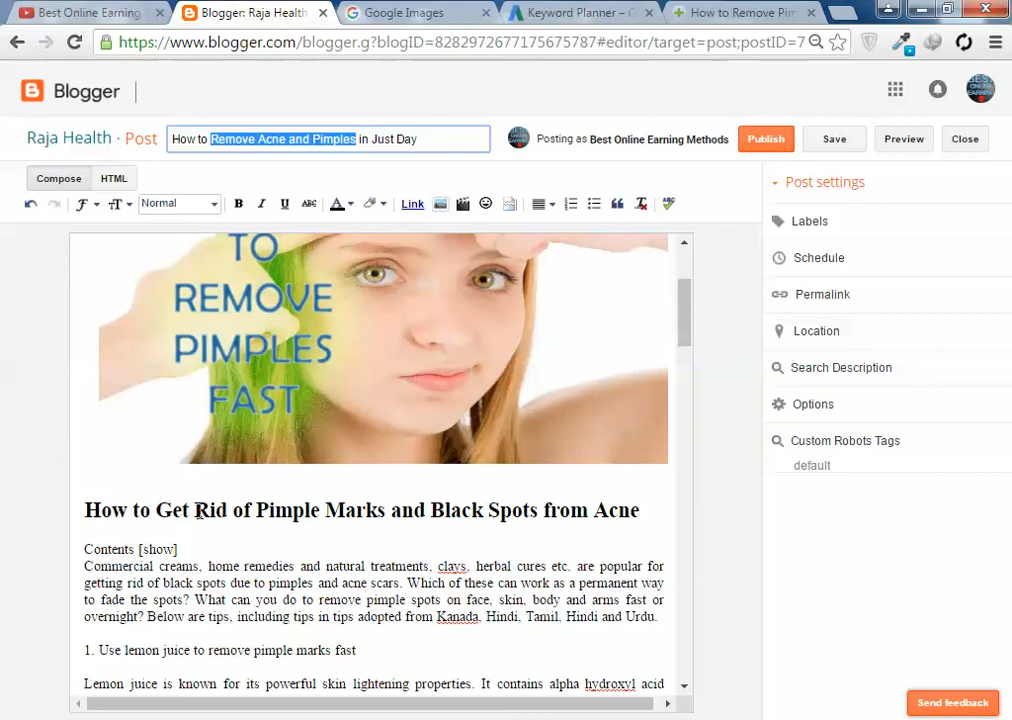 Best Online Earning
Blogger: Raja Health
Google Images
Keyword Planner –
How to Remove Pim
https://www.blogger.com/blogger.g?blogID=8282972677175675787#editor/target=post;postID=7
Blogger
Raja Health · Post
How to Remove Acne and Pimples in Just Day
Posting as Best Online Earning Methods
Publish
Save
Preview
Close
Compose
HTML
Normal
Link
ABC
Post settings
Labels
Schedule
Permalink
Location
Search Description
Options
Custom Robots Tags
default
TO
REMOVE
PIMPLES
FAST
How to Get Rid of Pimple Marks and Black Spots from Acne
Contents [show]
Commercial creams, home remedies and natural treatments, clays, herbal cures etc. are popular for
getting rid of black spots due to pimples and acne scars. Which of these can work as a permanent way
to fade the spots? What can you do to remove pimple spots on face, skin, body and arms fast or
overnight? Below are tips, including tips in tips adopted from Kanada, Hindi, Tamil, Hindi and Urdu.
1. Use lemon juice to remove pimple marks fast
Lemon juice is known for its powerful skin lightening properties. It contains alpha hydroxyl acid
Send feedback